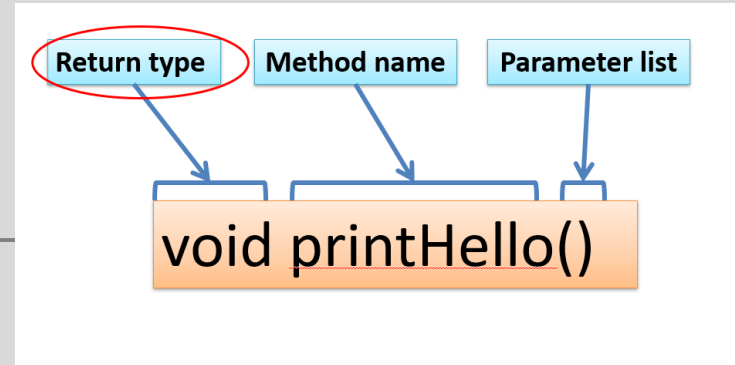 Return type Method name Parameter list
void printHello()